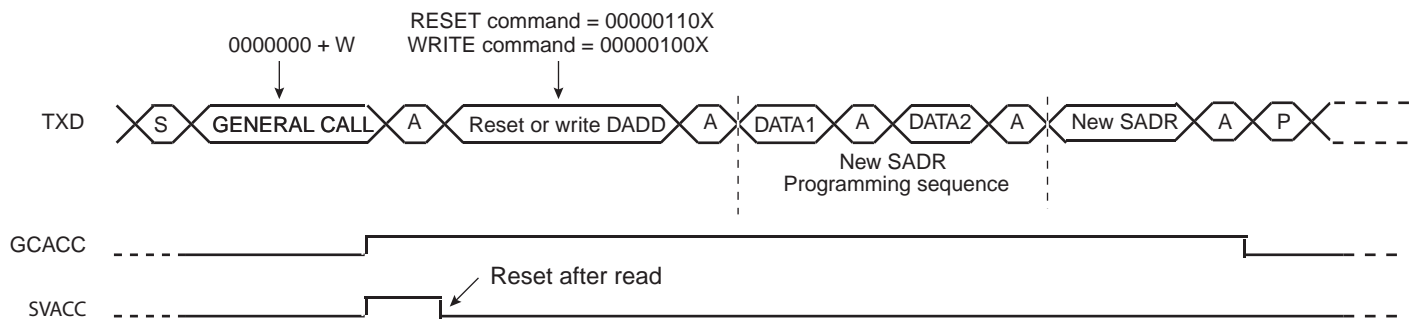 RESET command = 00000110X
0000000 + W WRITE command = 00000100X
TXD S GENERAL CALL A Reset or write DADD A DATA1 A DATA2 A New SADR A P
New SADR
Programming sequence
GCACC
Reset after read
SVACC